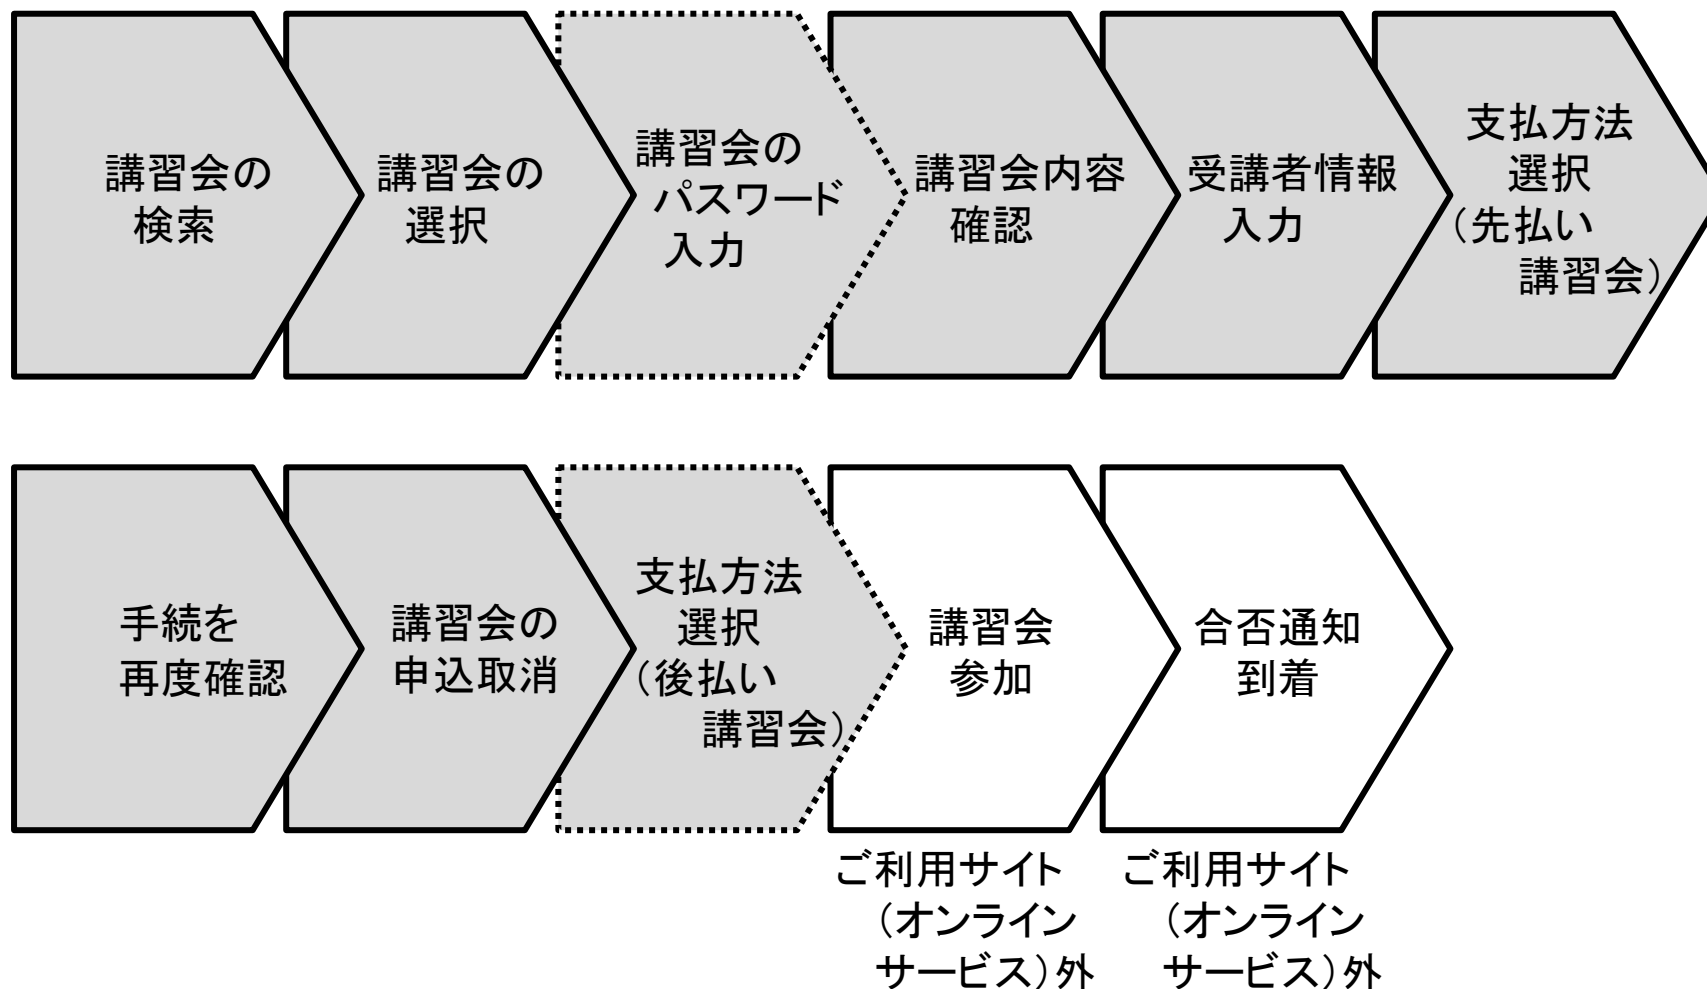 講習会の
検索
講習会の
選択
講習会の
パスワード
入力
講習会内容
確認
受講者情報
入力
支払方法
選択
（先払い
講習会）
手続を
再度確認
講習会の
申込取消
支払方法
選択
（後払い
講習会）
講習会
参加
合否通知
到着
ご利用サイト
（オンライン
サービス）外
ご利用サイト
（オンライン
サービス）外